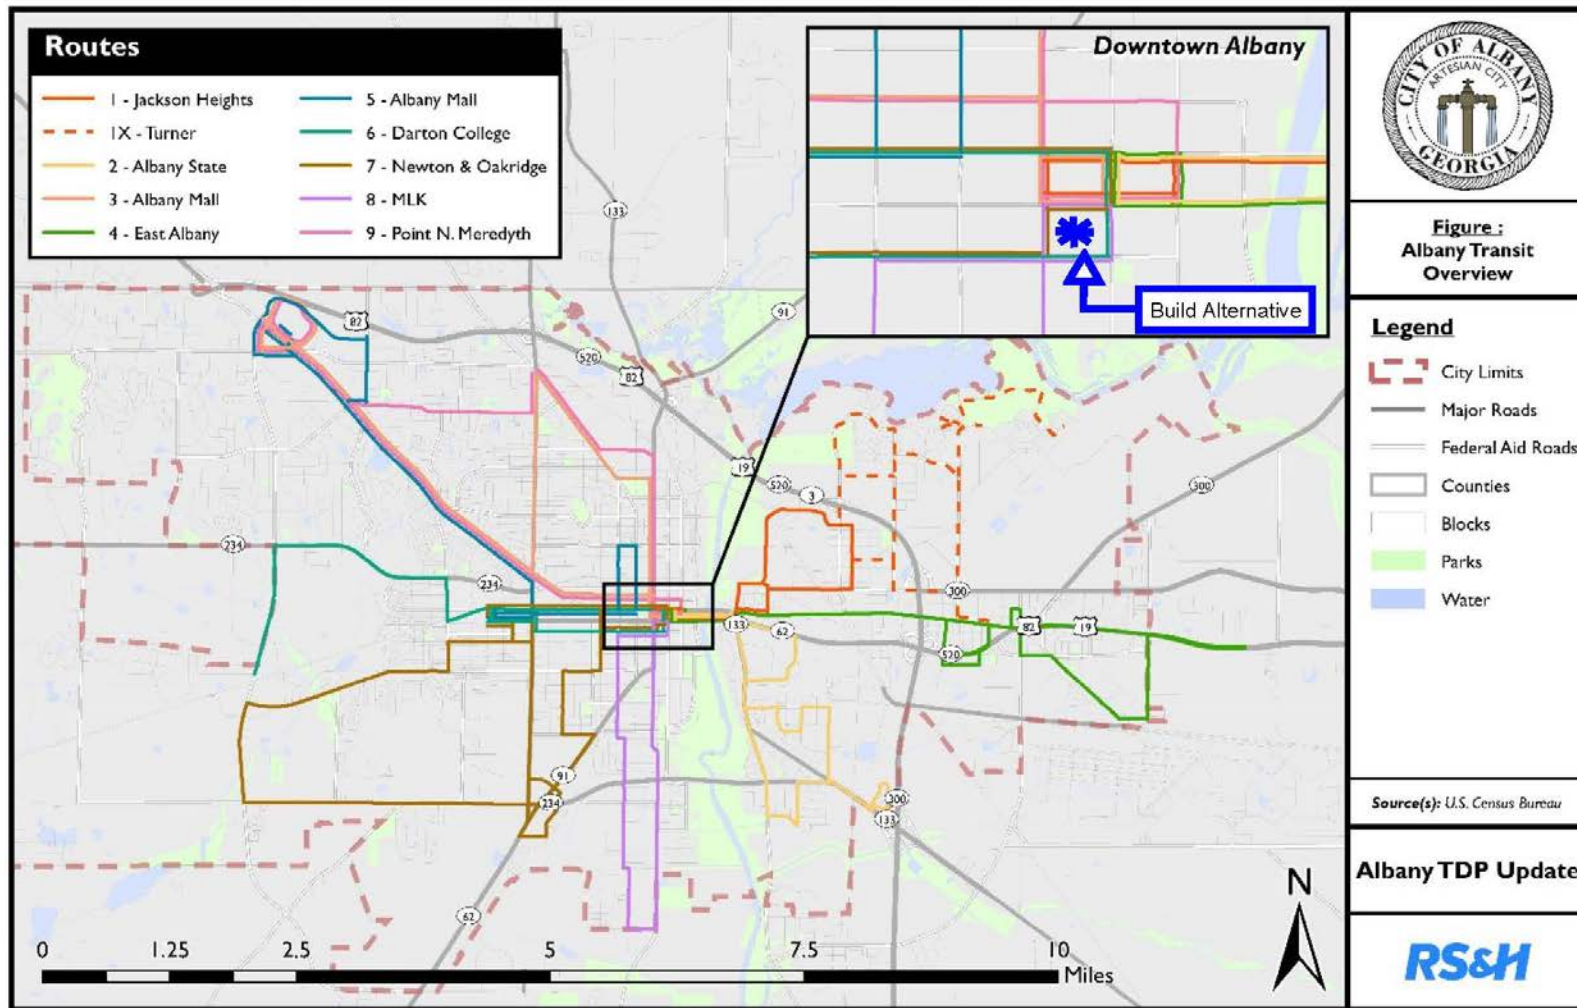 Routes
1 - Jackson Heights
1X - Turner
2 - Albany State
3 - Albany Mall
4 - East Albany
5 - Albany Mall
6 - Darton College
7 - Newton & Oakridge
8 - MLK
9 - Point N. Meredyth
Downtown Albany
Build Alternative
133
82
91
520
82
19
520
3
300
234
234
300
133
62
82
19
520
91
234
300
133
62
0
1.25
2.5
5
7.5
10
Miles
N
CITY OF ALBANY
ARTESIAN CITY
GEORGIA
Figure :
Albany Transit
Overview
Legend
City Limits
Major Roads
Federal Aid Roads
Counties
Blocks
Parks
Water
Source(s): U.S. Census Bureau
Albany TDP Update
RS&H